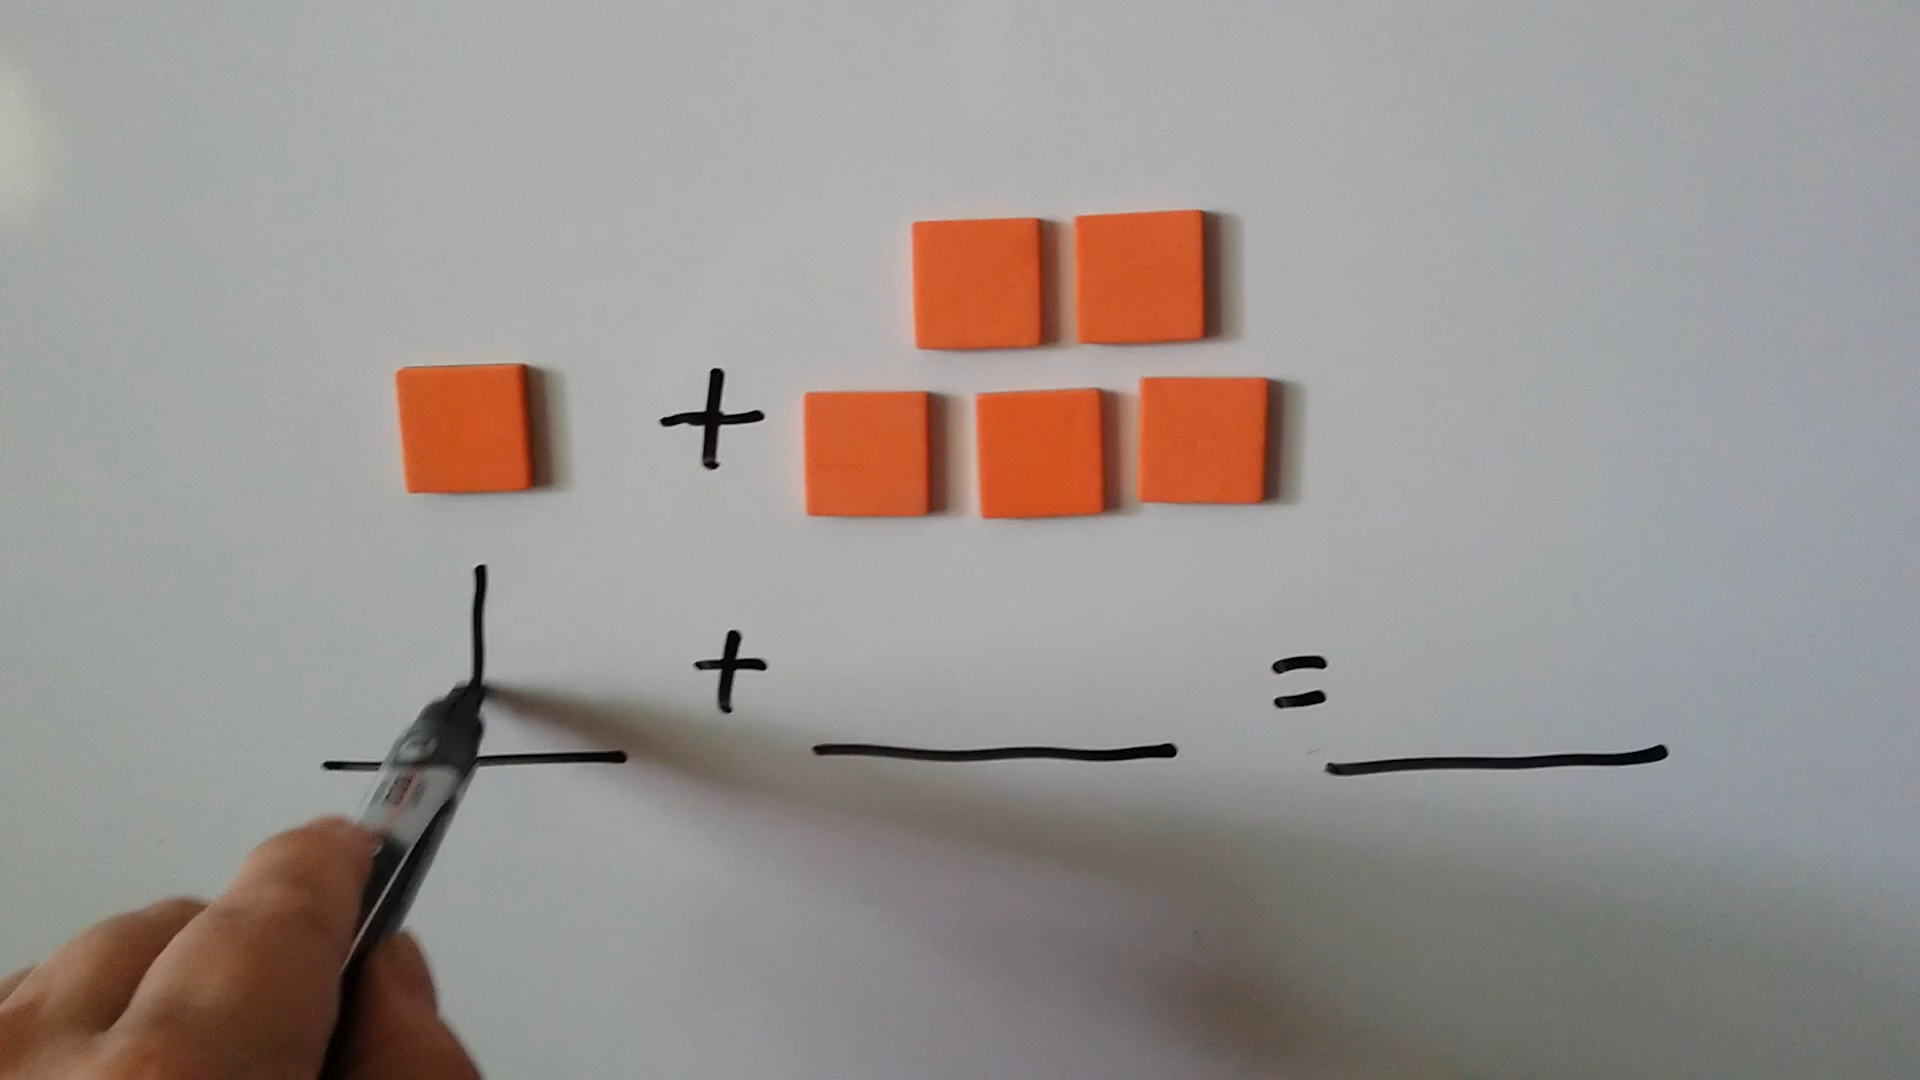 +
1 + ___ = ___